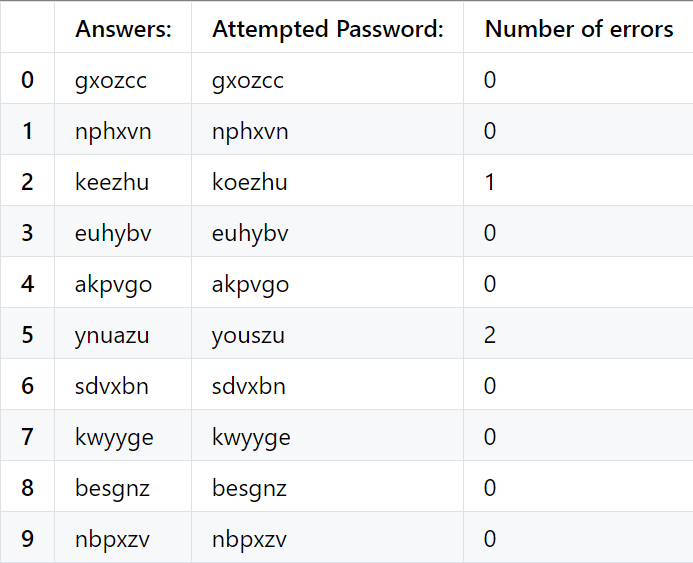 Answers: Attempted Password: Number of errors
0 gxozcc gxozcc 0
1 nphxvn nphxvn 0
2 keezhu koezhu 1
3 euhybv euhybv 0
4 akpvgo akpvgo 0
5 ynuazu youszu 2
6 sdvxbn sdvxbn 0
7 kwyyge kwyyge 0
8 besgnz besgnz 0
9 nbpxzv nbpxzv 0